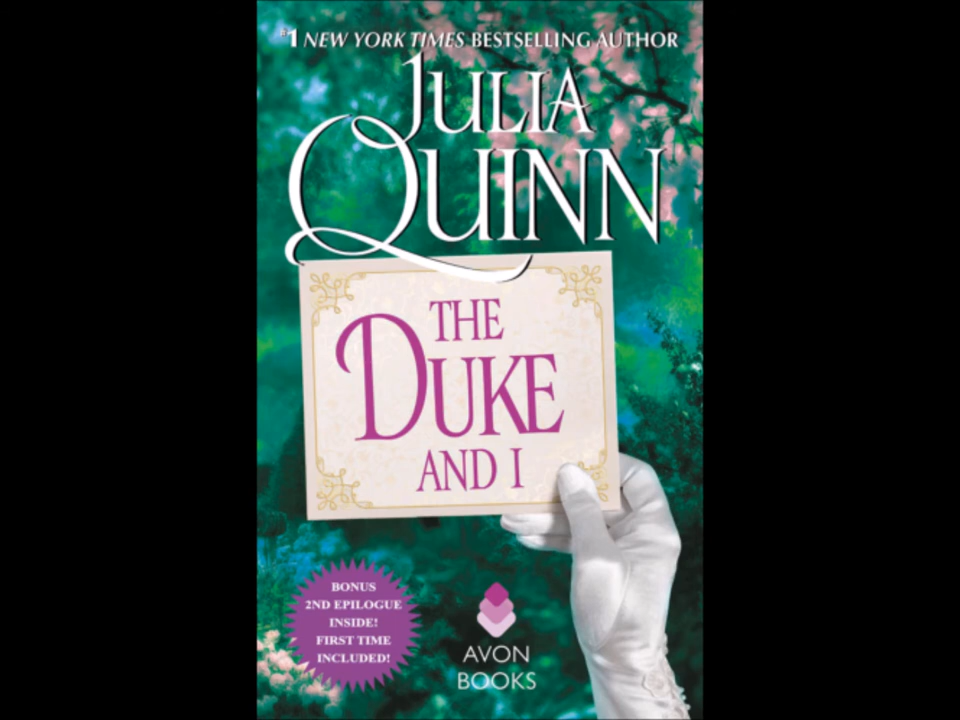 #1 NEW YORK TIMES BESTSELLING AUTHOR
JULIA
QUINN
THE
DUKE
AND I
BONUS
2ND EPILOGUE
INSIDE!
FIRST TIME
INCLUDED!
AVON
BOOKS